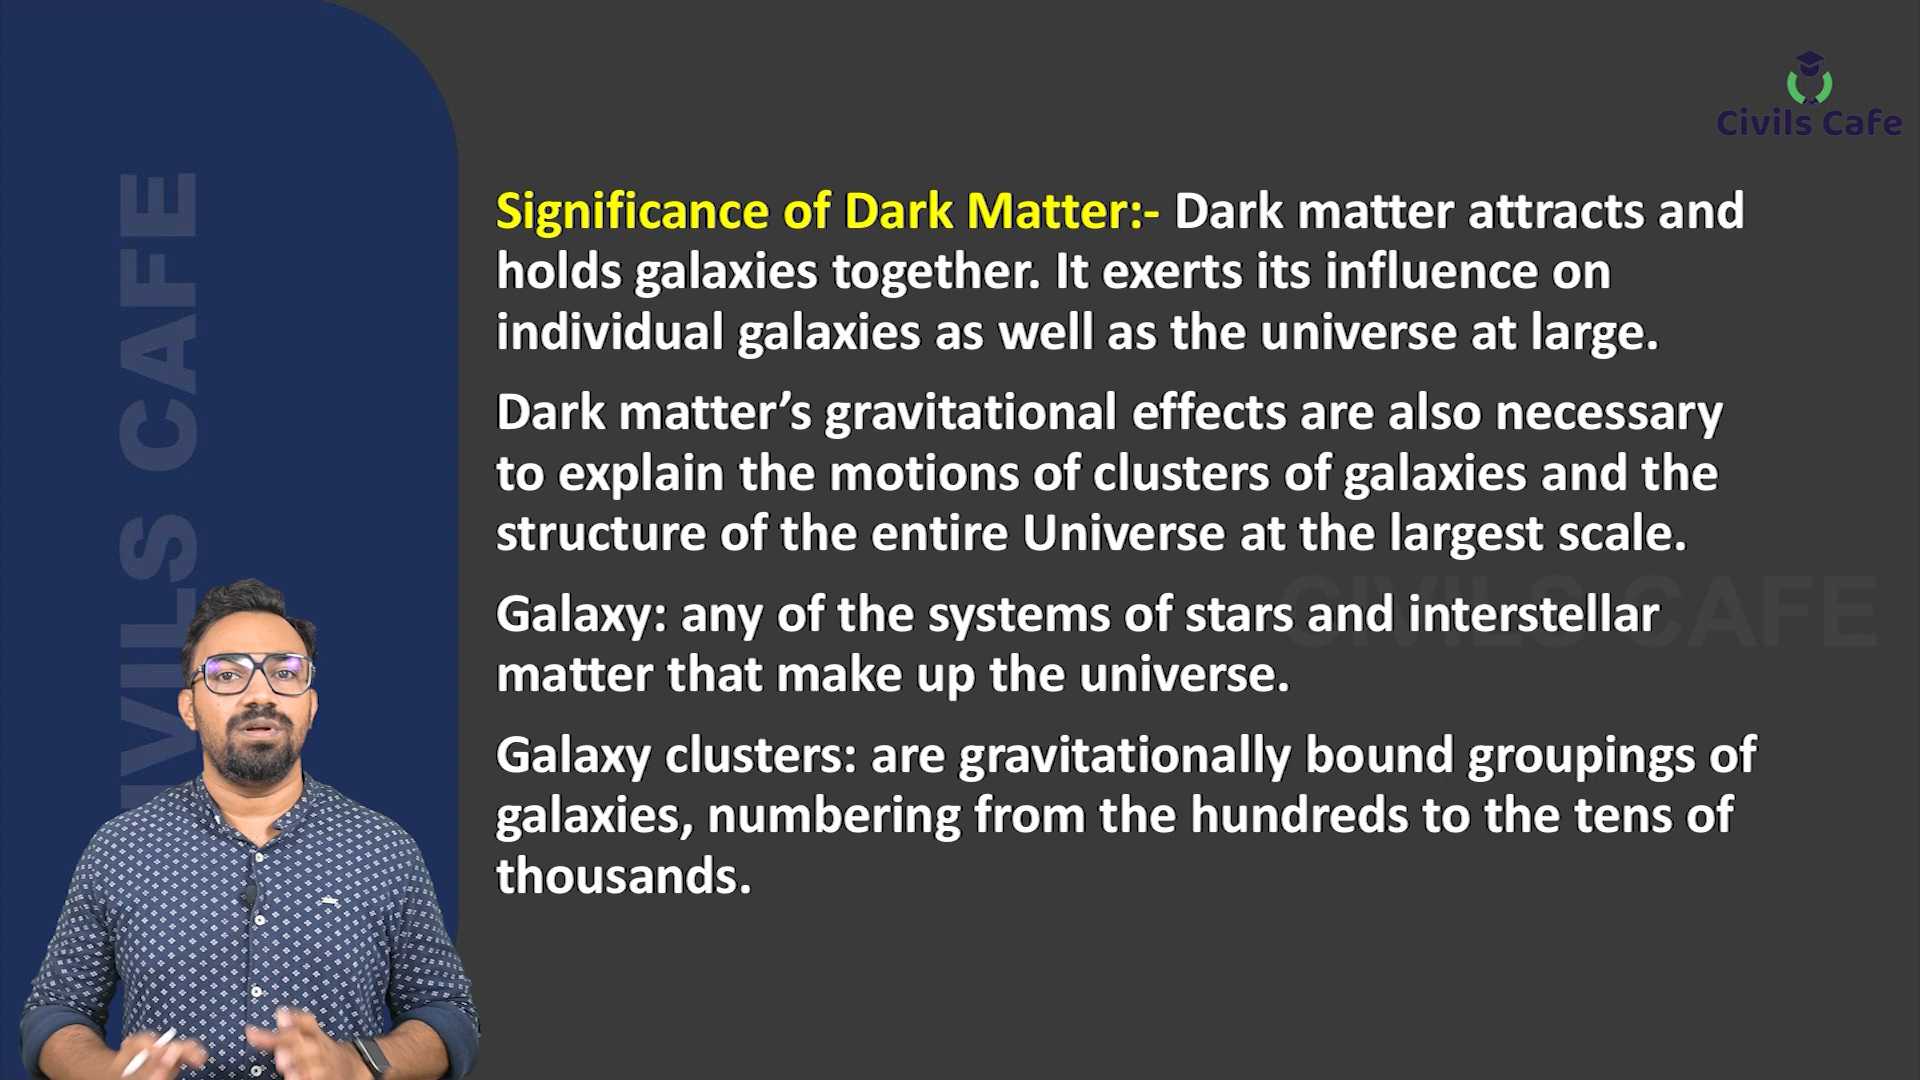 Civils Cafe
CIVILS CAFE
Significance of Dark Matter:- Dark matter attracts and
holds galaxies together. It exerts its influence on
individual galaxies as well as the universe at large.
Dark matter’s gravitational effects are also necessary
to explain the motions of clusters of galaxies and the
structure of the entire Universe at the largest scale.
Galaxy: any of the systems of stars and interstellar
matter that make up the universe.
Galaxy clusters: are gravitationally bound groupings of
galaxies, numbering from the hundreds to the tens of
thousands.
CIVILS CAFE